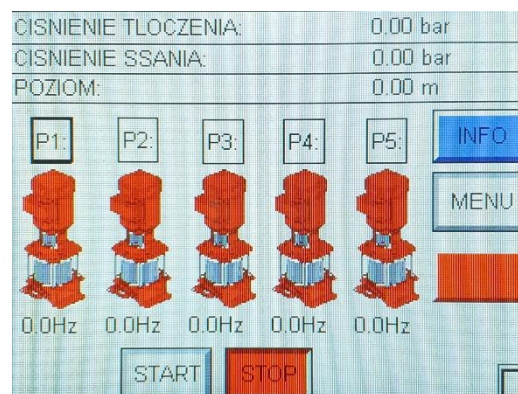 CISNIENIE TLOCZENIA: 0.00 bar
CISNIENIE SSANIA: 0.00 bar
POZIOM: 0.00 m
P1: P2: P3: P4: P5: INFO
MENU
0.0Hz 0.0Hz 0.0Hz 0.0Hz 0.0Hz
START STOP